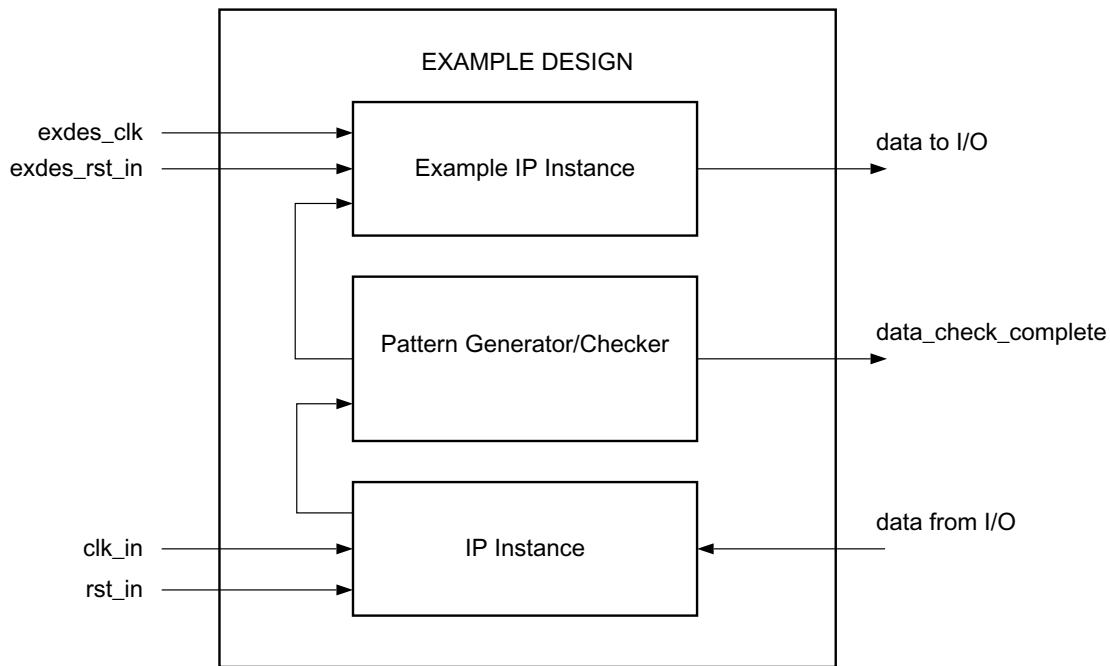 EXAMPLE DESIGN
exdes_clk
exdes_rst_in
Example IP Instance
data to I/O
Pattern Generator/Checker
data_check_complete
data from I/O
clk_in
IP Instance
rst_in